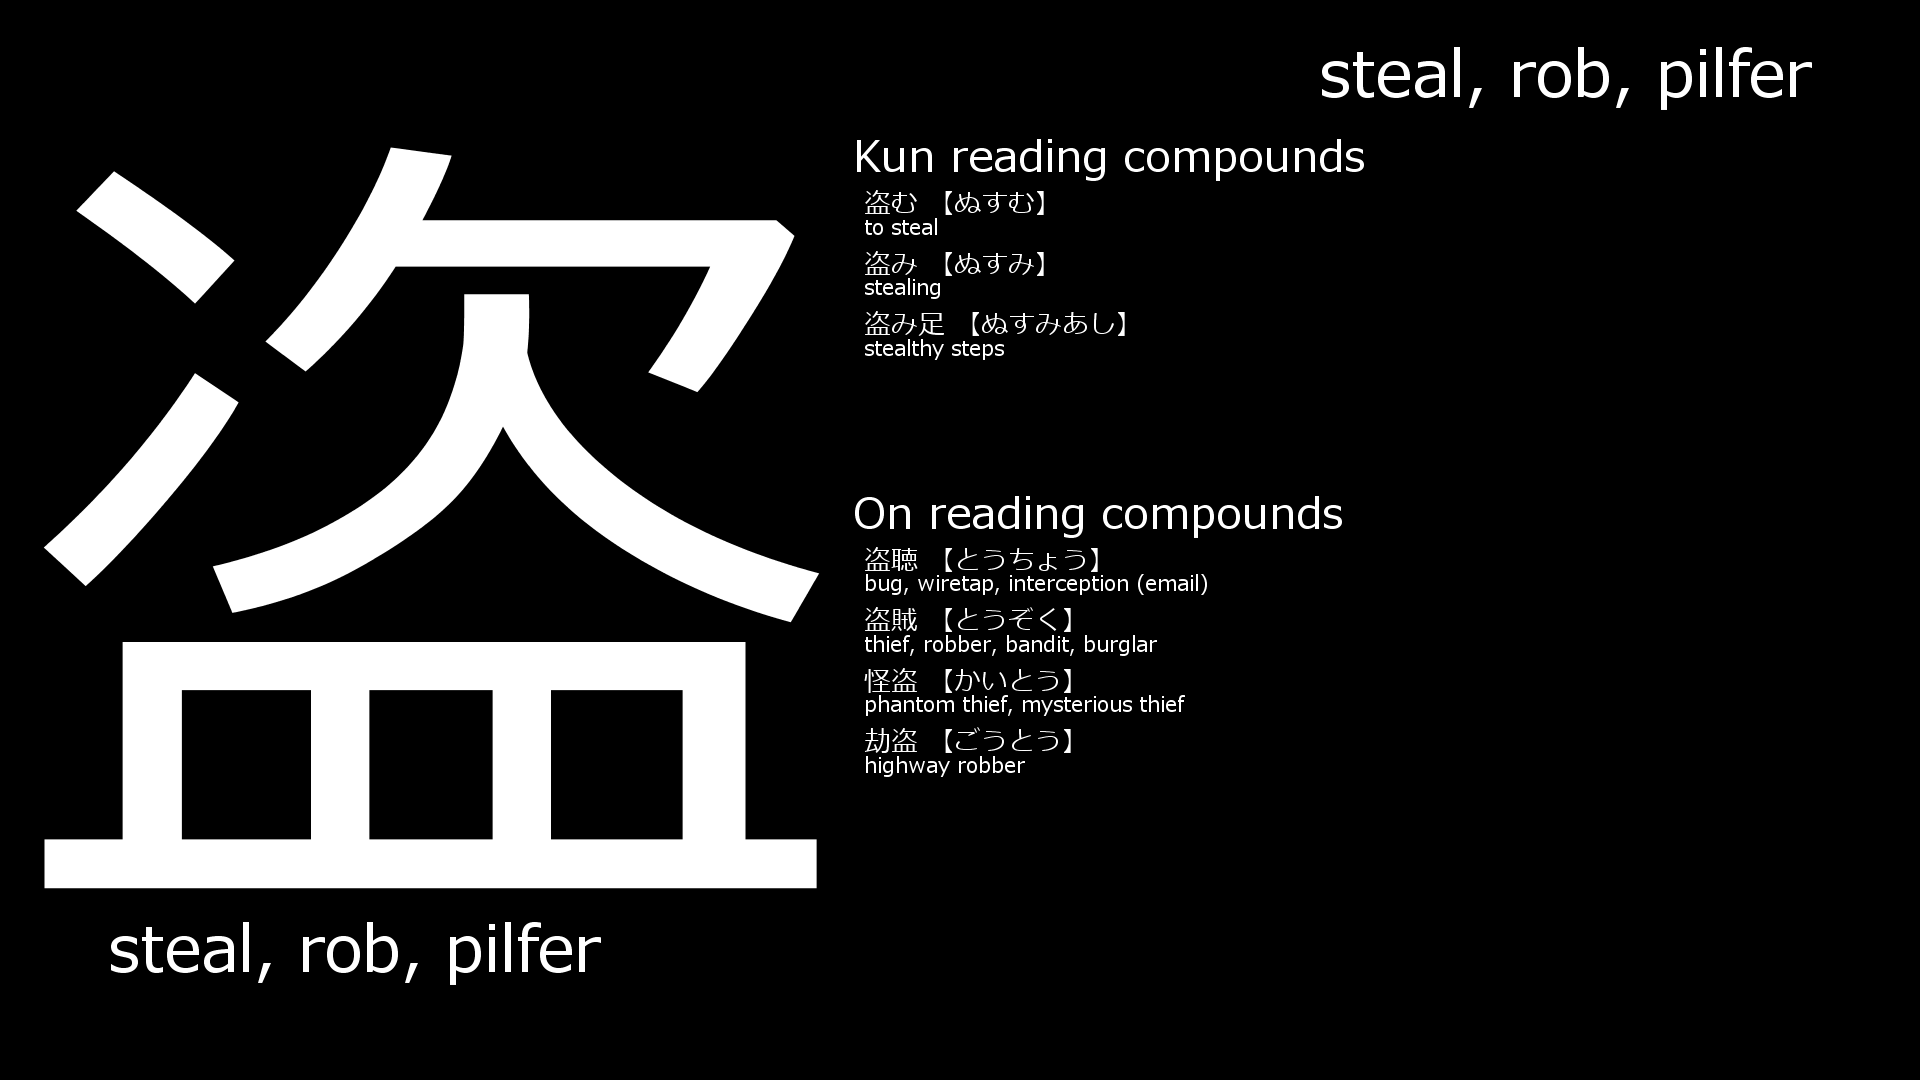 steal, rob, pilfer
盗
steal, rob, pilfer
Kun reading compounds
盗む 【ぬすむ】
to steal
盗み 【ぬすみ】
stealing
盗み足 【ぬすみあし】
stealthy steps
On reading compounds
盗聴 【とうちょう】
bug, wiretap, interception (email)
盗賊 【とうぞく】
thief, robber, bandit, burglar
怪盗 【かいとう】
phantom thief, mysterious thief
劫盗 【ごうとう】
highway robber